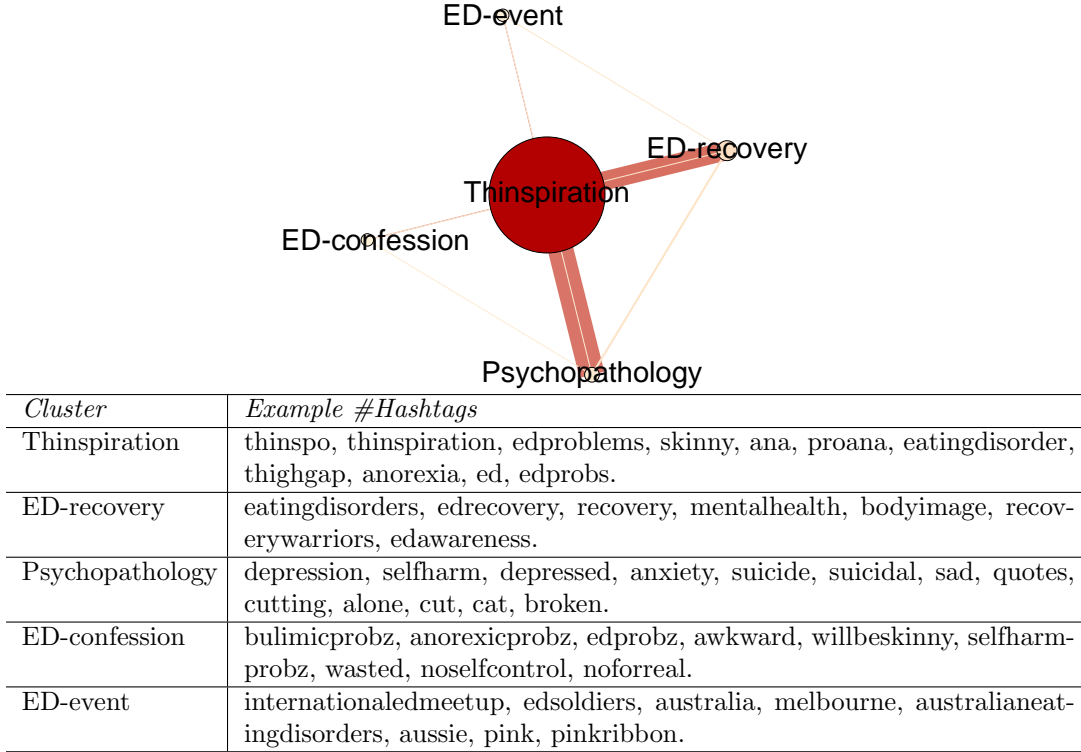 ED-event
ED-recovery
Thinspiration
ED-confession
Psychopathology
Cluster Example #Hashtags
Thinspiration thinspo, thinspiration, edproblems, skinny, ana, proana, eatingdisorder,
thighgap, anorexia, ed, edprobs.
ED-recovery eatingdisorders, edrecovery, recovery, mentalhealth, bodyimage, recov-
erywarriors, edawareness.
Psychopathology depression, selfharm, depressed, anxiety, suicide, suicidal, sad, quotes,
cutting, alone, cut, cat, broken.
ED-confession bulimicprobz, anorexicprobz, edprobz, awkward, willbeskinny, selfharm-
probz, wasted, noselfcontrol, noforreal.
ED-event internationaledmeetup, edsoldiers, australia, melbourne, australianeat-
ingdisorders, aussie, pink, pinkribbon.